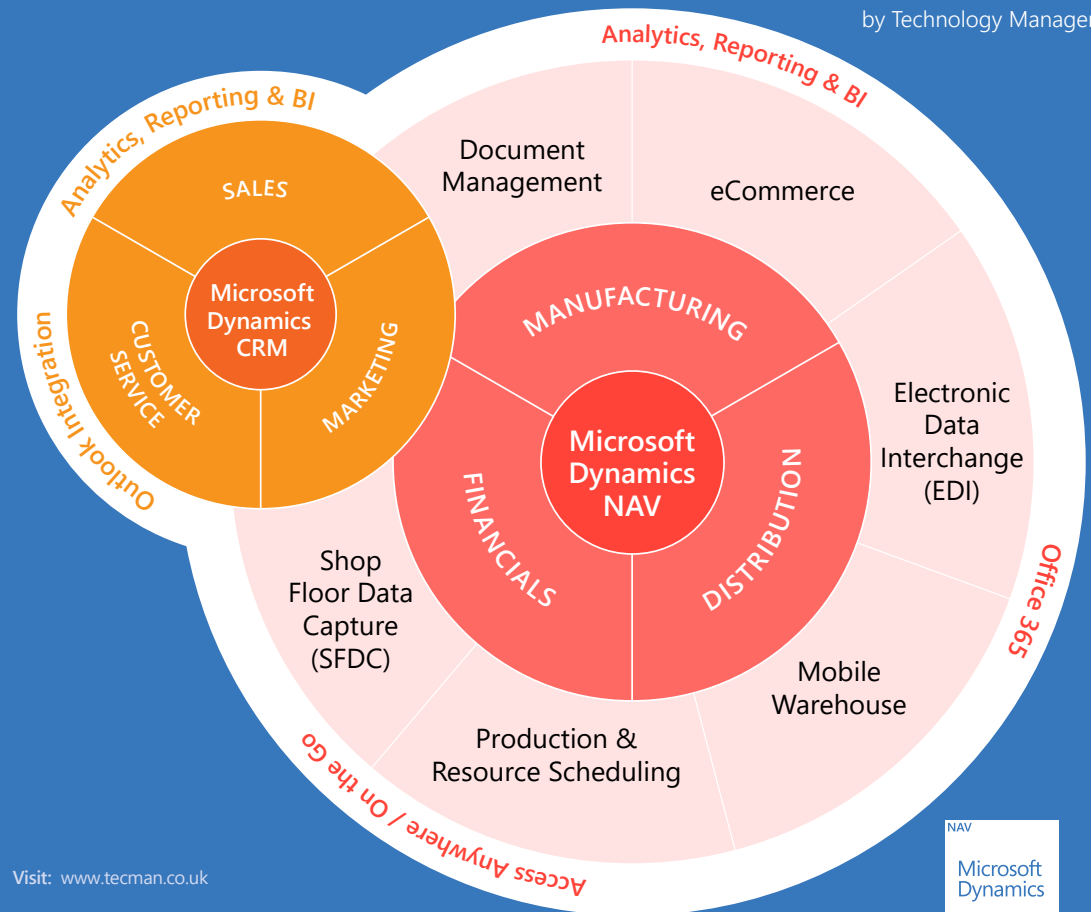 by Technology Manager
Analytics, Reporting & BI
Analytics, Reporting & BI
Document
Management
eCommerce
SALES
Microsoft
Dynamics
CRM
CUSTOMER
SERVICE
MARKETING
Outlook Integration
MANUFACTURING
Microsoft
Dynamics
NAV
FINANCIALS
DISTRIBUTION
Electronic
Data
Interchange
(EDI)
Office 365
Shop
Floor Data
Capture
(SFDC)
Mobile
Warehouse
Production &
Resource Scheduling
Access Anywhere / On the Go
Visit: www.tecman.co.uk
NAV
Microsoft
Dynamics